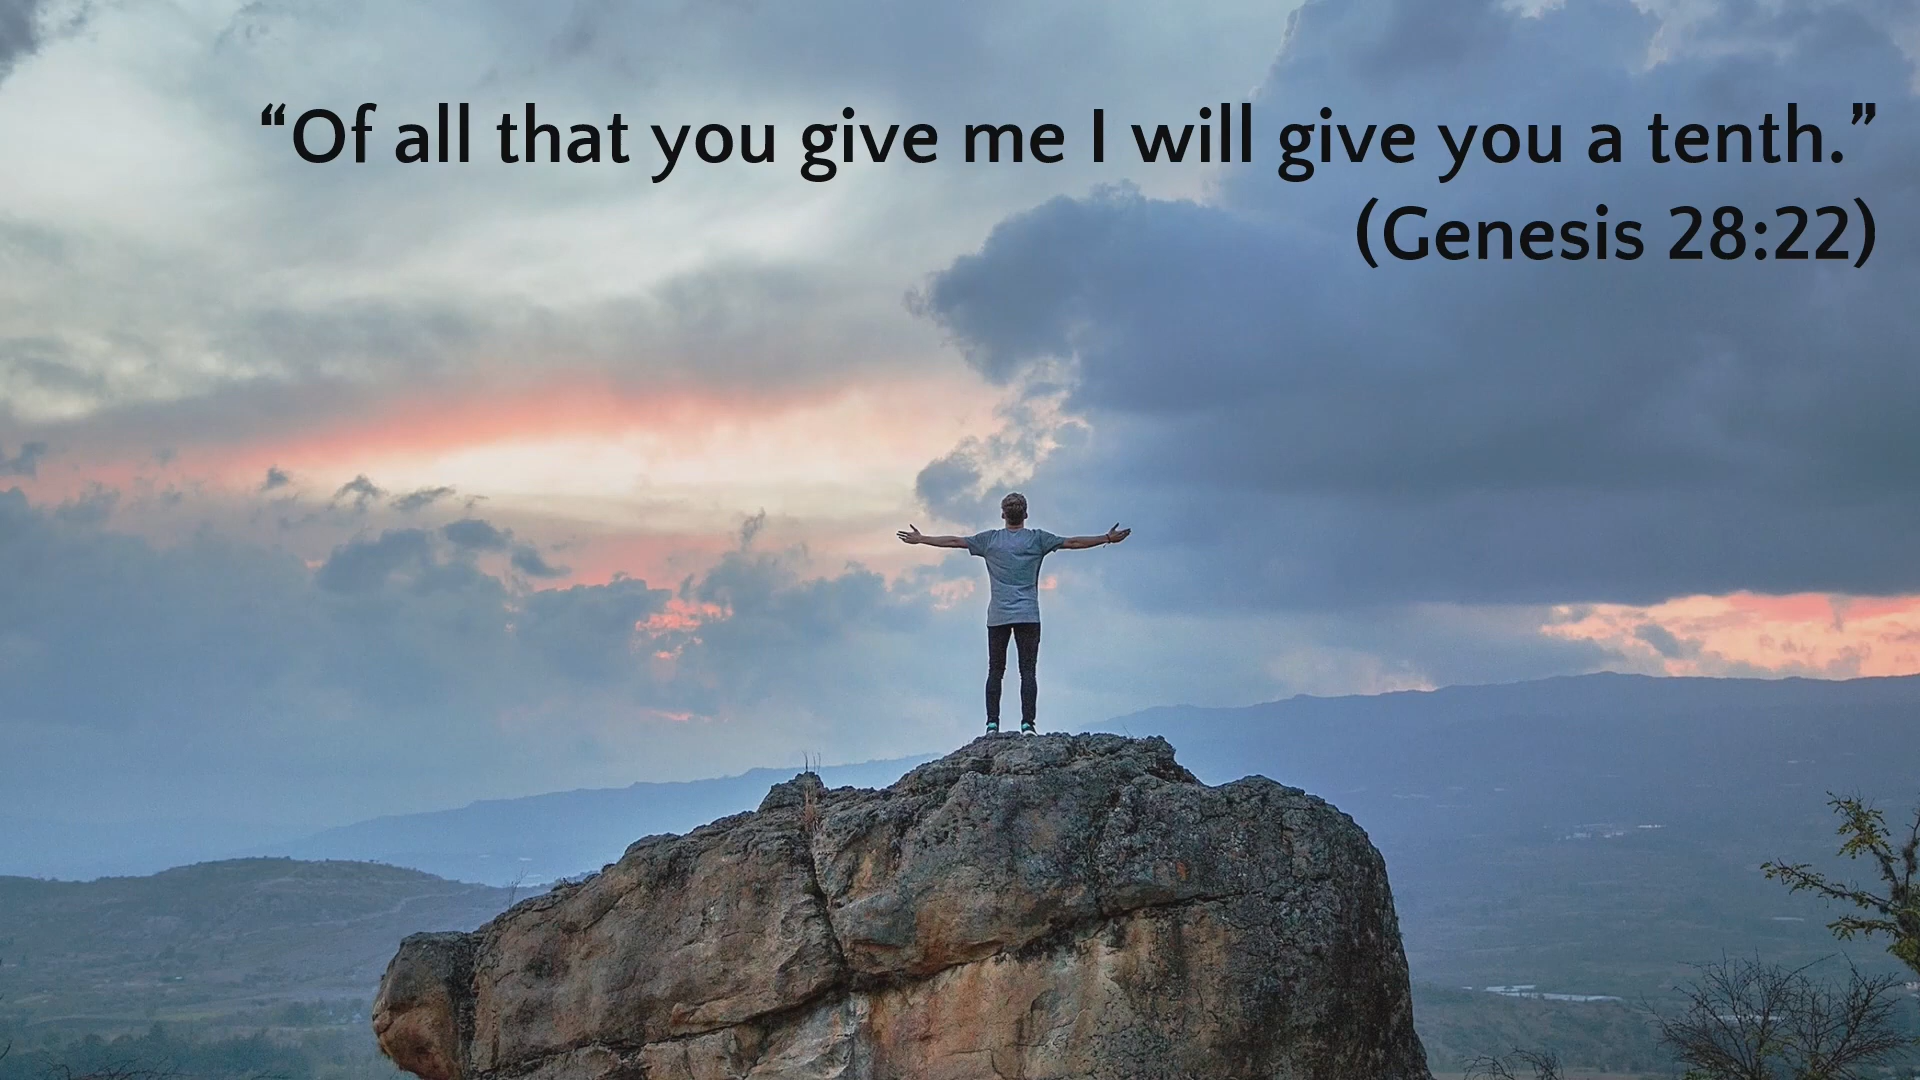 “Of all that you give me I will give you a tenth.”
(Genesis 28:22)